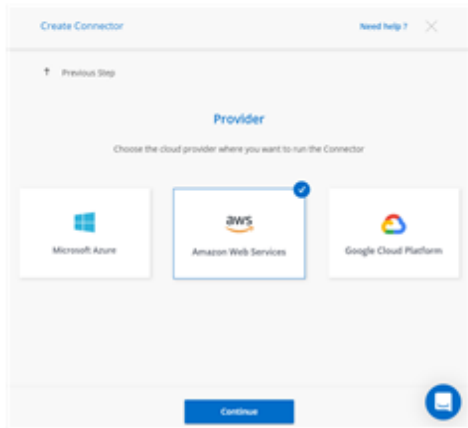 Create Connector
Need help ?
Previous Step
Provider
Choose the cloud provider where you want to run the Connector
Microsoft Azure
aws
Amazon Web Services
Google Cloud Platform
Continue